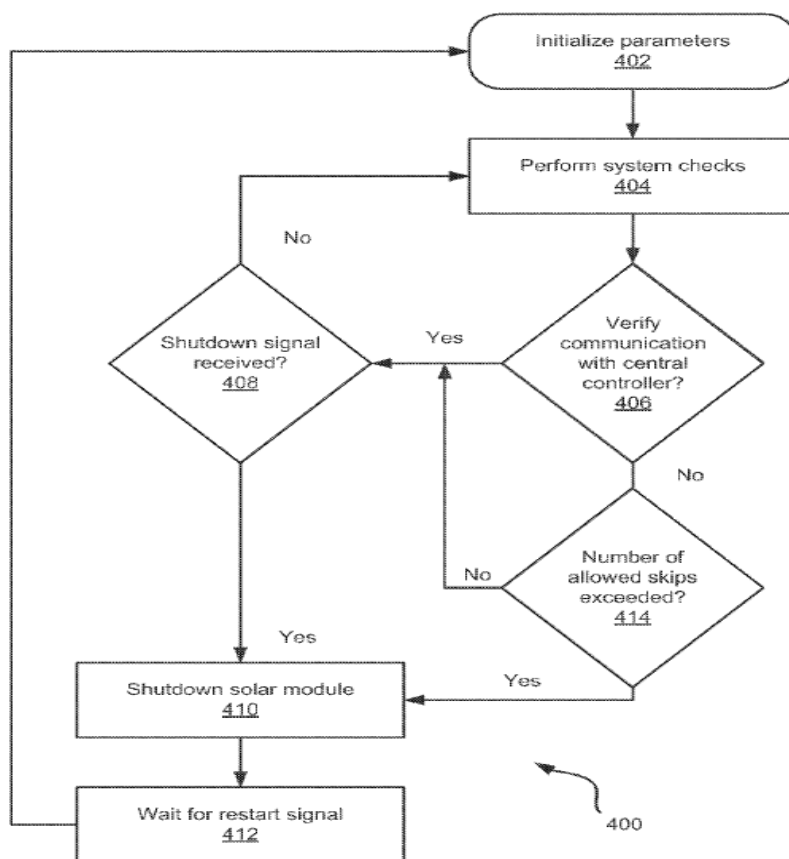 Initialize parameters
402
Perform system checks
404
No
Verify
communication
with central
controller?
406
Yes
Shutdown signal
received?
408
No
Number of
allowed skips
exceeded?
414
No
Yes
Yes
Shutdown solar module
410
Wait for restart signal
412
400